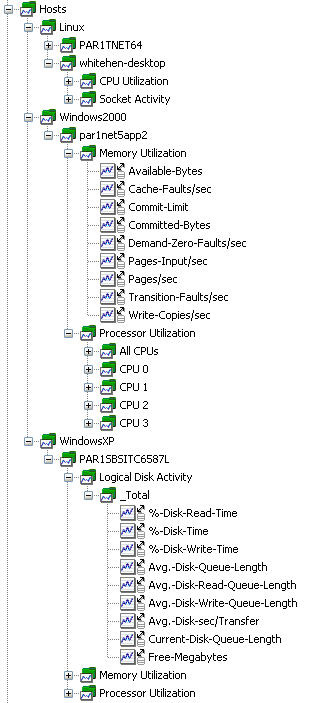 Hosts
Linux
PAR1TNET64
whitehen-desktop
CPU Utilization
Socket Activity
Windows2000
par1net5app2
Memory Utilization
Available-Bytes
Cache-Faults/sec
Commit-Limit
Committed-Bytes
Demand-Zero-Faults/sec
Pages-Input/sec
Pages/sec
Transition-Faults/sec
Write-Copies/sec
Processor Utilization
All CPUs
CPU 0
CPU 1
CPU 2
CPU 3
WindowsXP
PAR1SBSITC6587L
Logical Disk Activity
_Total
%-Disk-Read-Time
%-Disk-Time
%-Disk-Write-Time
Avg.-Disk-Queue-Length
Avg.-Disk-Read-Queue-Length
Avg.-Disk-Write-Queue-Length
Avg.-Disk-sec/Transfer
Current-Disk-Queue-Length
Free-Megabytes
Memory Utilization
Processor Utilization